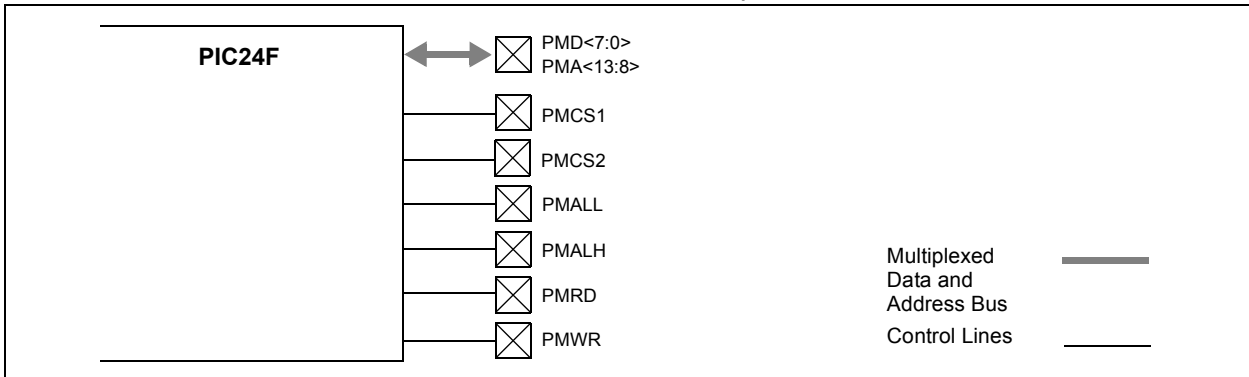 PIC24F
PMD<7:0>
PMA<13:8>
PMCS1
PMCS2
PMALL
PMALH
PMRD
PMWR
Multiplexed
Data and
Address Bus
Control Lines